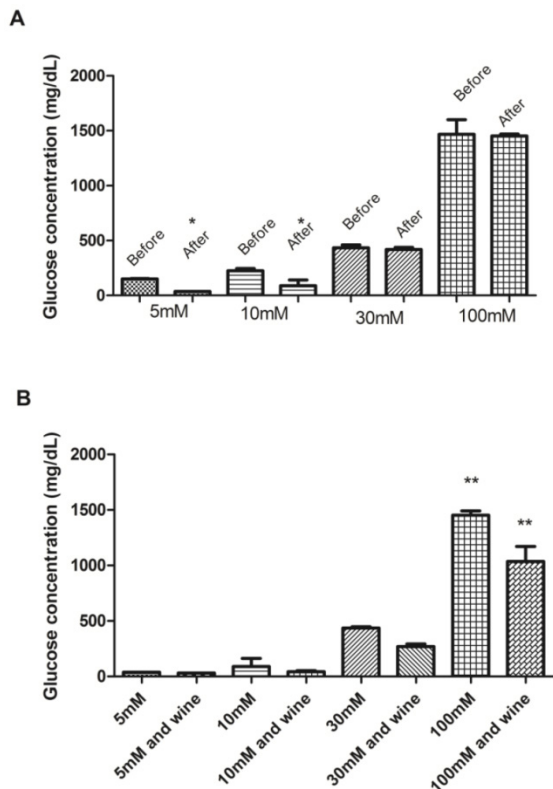 A
Glucose concentration (mg/dL)
2000
1500
1000
500
0
Before
*
After
Before
*
After
Before
After
Before
After
5mM
10mM
30mM
100mM
B
Glucose concentration (mg/dL)
2000
1500
1000
500
0
**
**
5mM
5mM and wine
10mM
10mM and wine
30mM
30mM and wine
100mM
100mM and wine